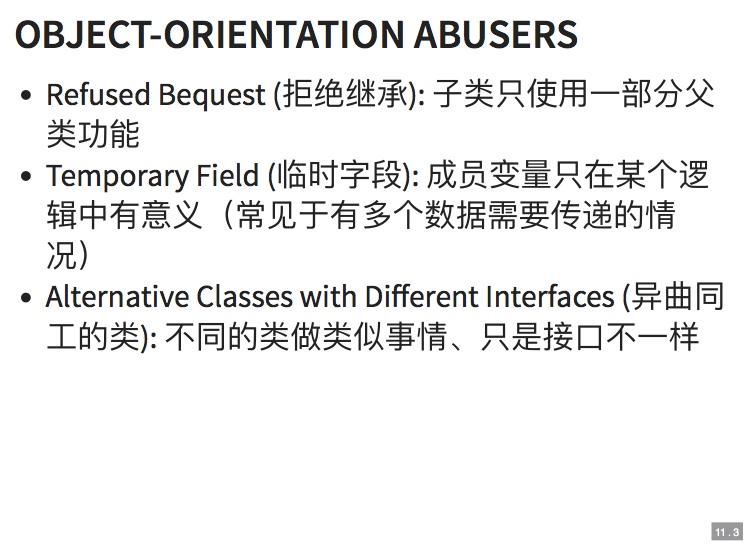 OBJECT-ORIENTATION ABUSERS
• Refused Bequest (拒绝继承): 子类只使用一部分父
类功能
• Temporary Field (临时字段): 成员变量只在某个逻
辑中有意义（常见于有多个数据需要传递的情
况）
• Alternative Classes with Different Interfaces (异曲同
工的类): 不同的类做类似事情、只是接口不一样
11.3